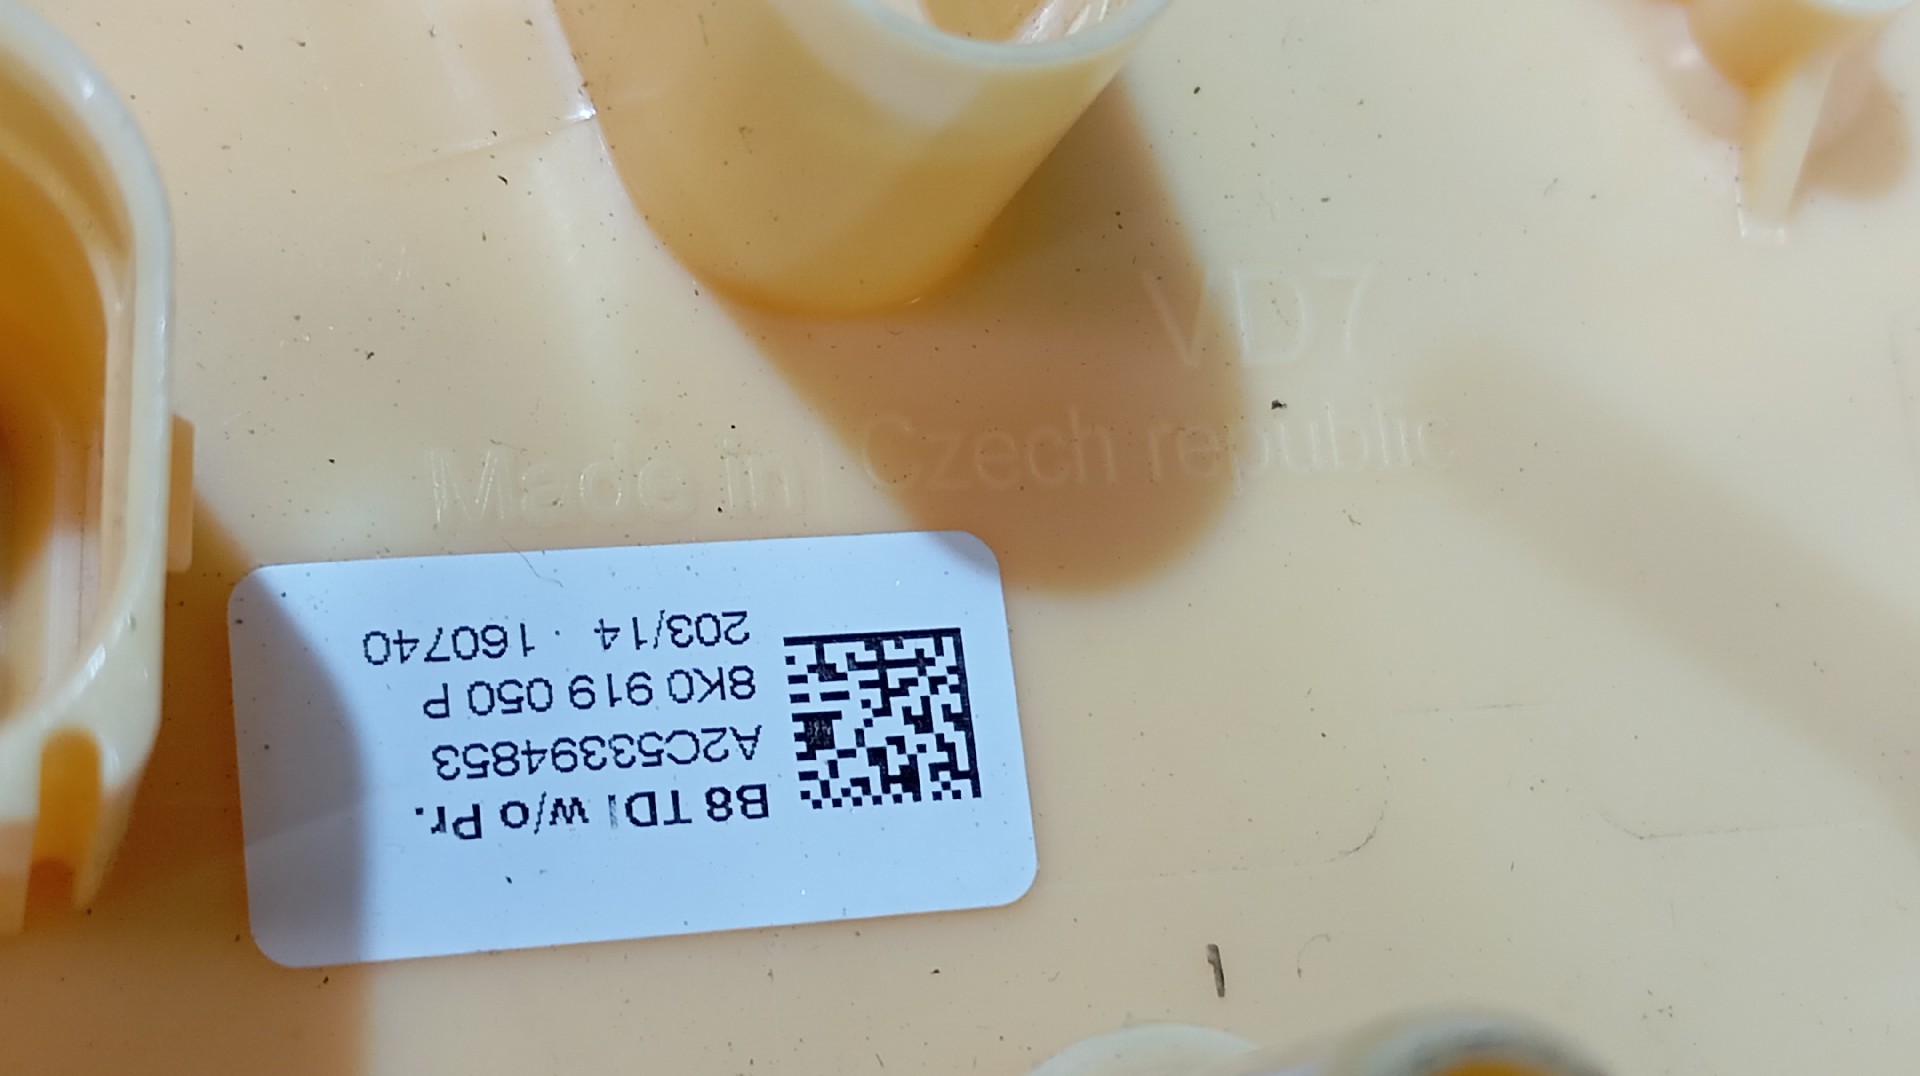 VD7
Made in Czech republic
B8 TDI w/o Pr.
A2C53394853
8K0 919 050 P
203/14 · 160740